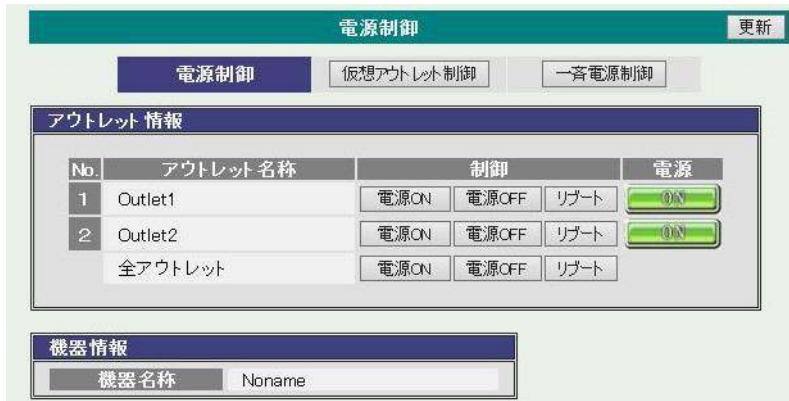 電源制御 更新
電源制御 仮想アウトレット制御 一斉電源制御
アウトレット情報
No. アウトレット名称 制御 電源
1 Outlet1 電源ON 電源OFF リブート ON
2 Outlet2 電源ON 電源OFF リブート ON
全アウトレット 電源ON 電源OFF リブート
機器情報
機器名称 Noname